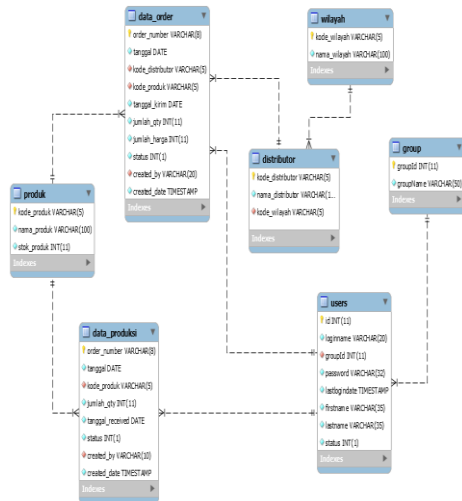 data_order
order_number VARCHAR(8)
tanggal DATE
kode_distributor VARCHAR(5)
kode_produk VARCHAR(5)
tanggal_kirim DATE
jumlah_qty INT(11)
jumlah_harga INT(11)
status INT(1)
created_by VARCHAR(20)
created_date TIMESTAMP
Indexes
wilayah
kode_wilayah VARCHAR(5)
nama_wilayah VARCHAR(100)
Indexes
distributor
kode_distributor VARCHAR(5)
nama_distributor VARCHAR(1...
kode_wilayah VARCHAR(5)
Indexes
group
groupId INT(11)
groupName VARCHAR(50)
Indexes
produk
kode_produk VARCHAR(5)
nama_produk VARCHAR(100)
stok_produk INT(11)
Indexes
users
id INT(11)
loginname VARCHAR(20)
groupId INT(11)
password VARCHAR(32)
lastlogindate TIMESTAMP
firstname VARCHAR(35)
lastname VARCHAR(35)
status INT(1)
Indexes
data_produksi
order_number VARCHAR(8)
tanggal DATE
kode_produk VARCHAR(5)
jumlah_qty INT(11)
tanggal_received DATE
status INT(1)
created_by VARCHAR(10)
created_date TIMESTAMP
Indexes